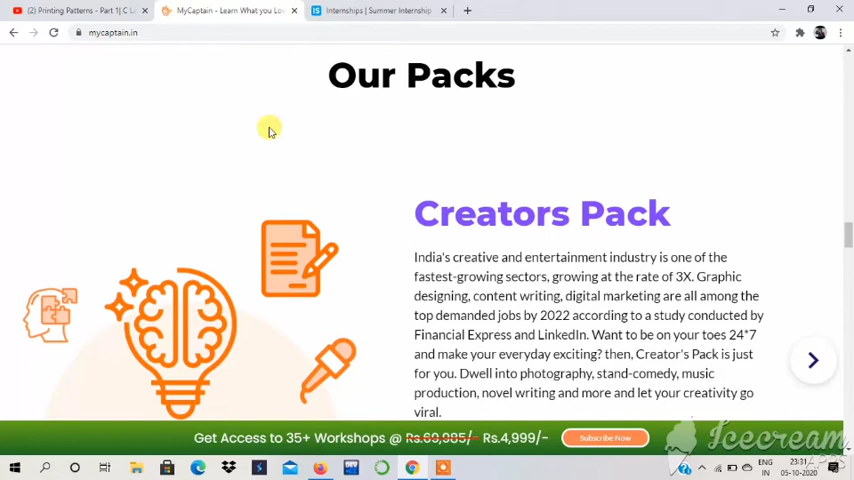 (2) Printing Patterns - Part 1| C L
MyCaptain - Learn What you Lov
Internships | Summer Internship
mycaptain.in
Our Packs
Creators Pack
India's creative and entertainment industry is one of the
fastest-growing sectors, growing at the rate of 3X. Graphic
designing, content writing, digital marketing are all among the
top demanded jobs by 2022 according to a study conducted by
Financial Express and LinkedIn. Want to be on your toes 24*7
and make your everyday exciting? then, Creator's Pack is just
for you. Dwell into photography, stand-comedy, music
production, novel writing and more and let your creativity go
viral.
Get Access to 35+ Workshops @ Rs.60,985/- Rs.4,999/-
Subscribe Now
Icecream
APPS
ENG
IN
23:31
05-10-2020